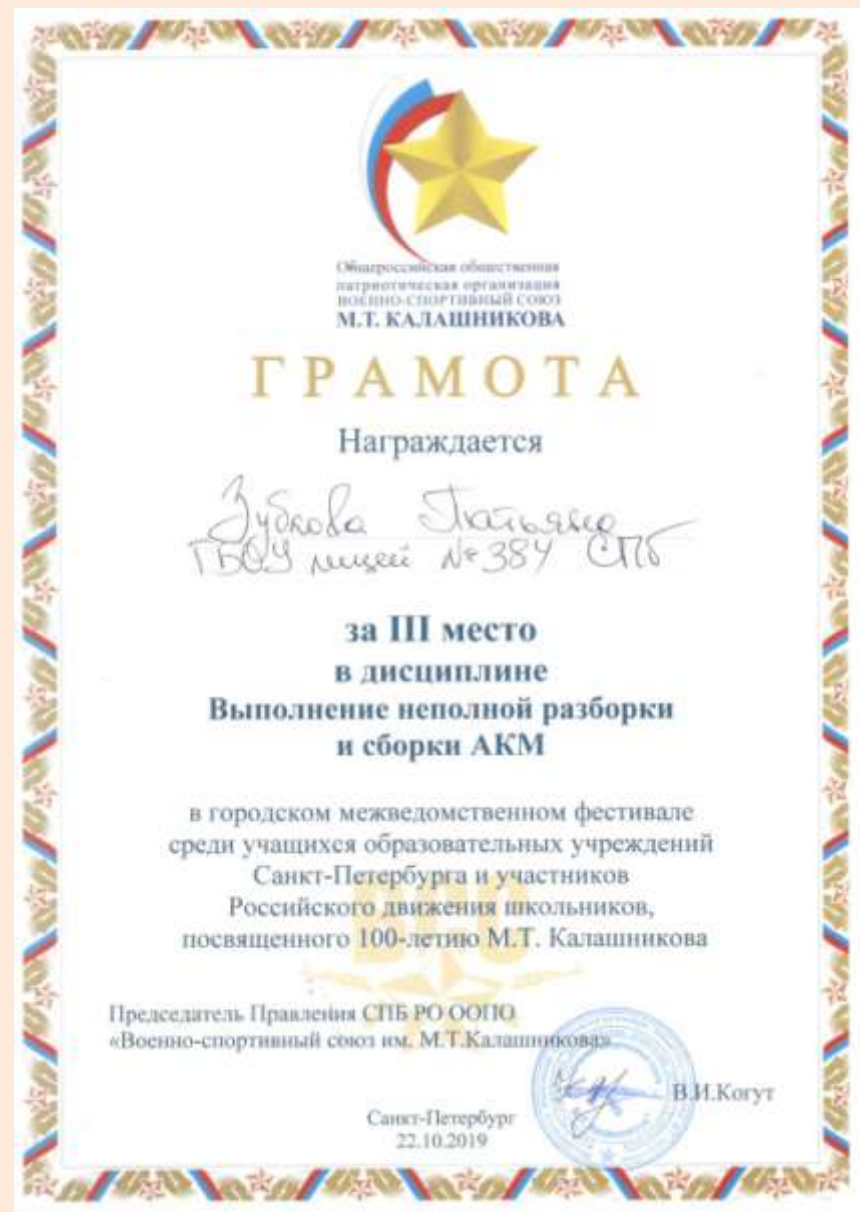 Общероссийская общественная
патриотическая организация
ВОЕННО-СПОРТИВНЫЙ СОЮЗ
М.Т. КАЛАШНИКОВА
ГРАМОТА
Награждается
Зубкова Татьяна
ГБОУ лицей №384 СПб
за III место
в дисциплине
Выполнение неполной разборки
и сборки АКМ
в городском межведомственном фестивале
среди учащихся образовательных учреждений
Санкт-Петербурга и участников
Российского движения школьников,
посвященного 100-летию М.Т. Калашникова
Председатель Правления СПБ РО ООПО
«Военно-спортивный союз им. М.Т.Калашникова»
В.И.Когут
Санкт-Петербург
22.10.2019